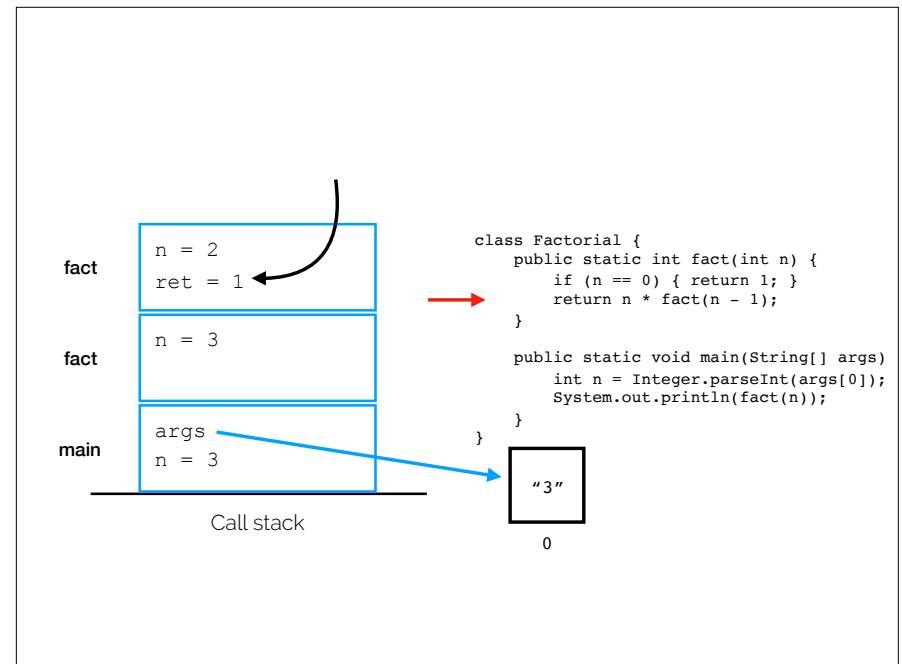 fact
n = 2
ret = 1
fact
n = 3
main
args
n = 3
Call stack
class Factorial {
    public static int fact(int n) {
        if (n == 0) { return 1; }
        return n * fact(n - 1);
    }
    public static void main(String[] args)
        int n = Integer.parseInt(args[0]);
        System.out.println(fact(n));
    }
}
“3”
0